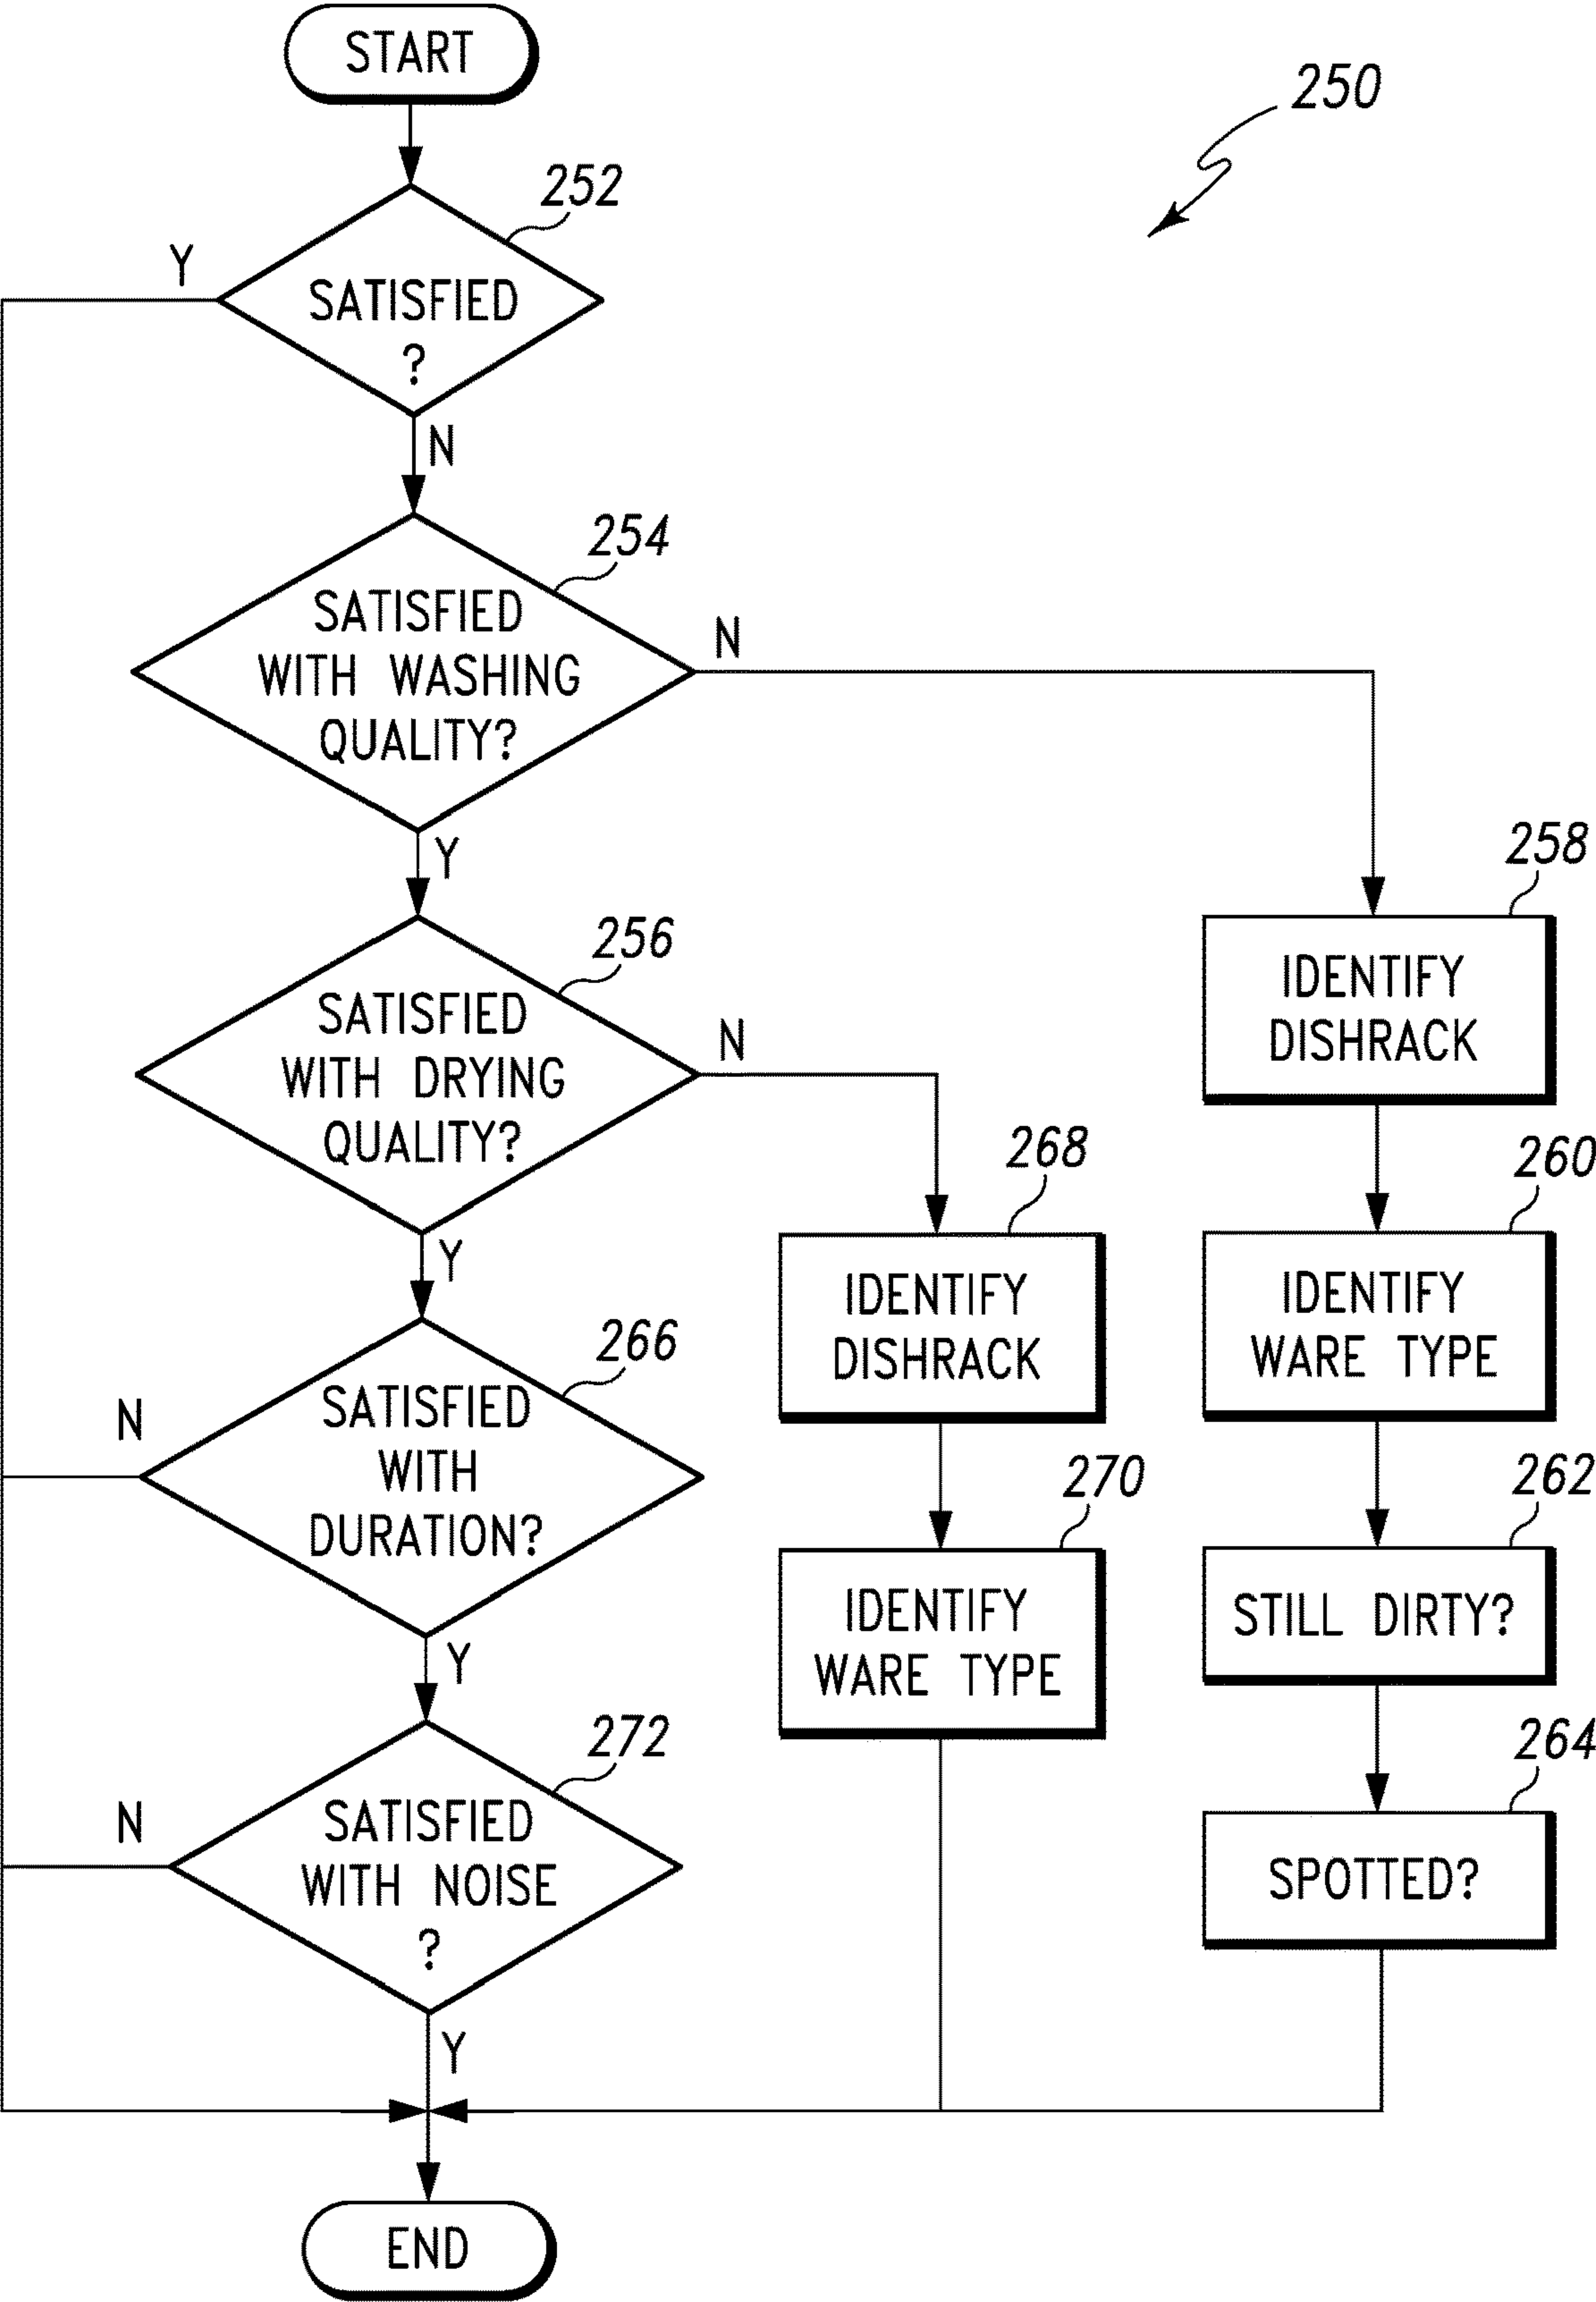 START
250
252
Y
SATISFIED
?
N
254
SATISFIED
WITH WASHING
QUALITY?
N
Y
258
256
IDENTIFY
DISHRACK
SATISFIED
WITH DRYING
QUALITY?
N
268
260
Y
IDENTIFY
DISHRACK
IDENTIFY
WARE TYPE
266
N
SATISFIED
WITH
DURATION?
270
262
IDENTIFY
WARE TYPE
STILL DIRTY?
Y
272
264
N
SATISFIED
WITH NOISE
?
SPOTTED?
Y
END